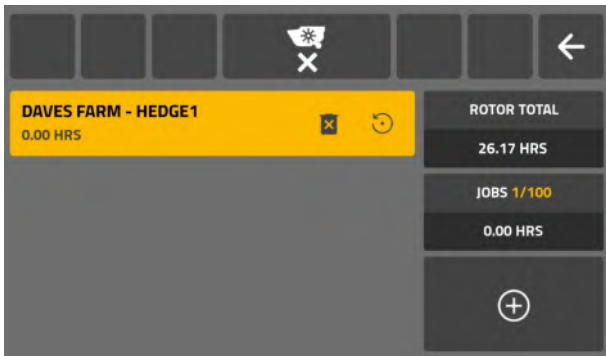 DAVES FARM - HEDGE1
0.00 HRS
ROTOR TOTAL
26.17 HRS
JOBS 1/100
0.00 HRS